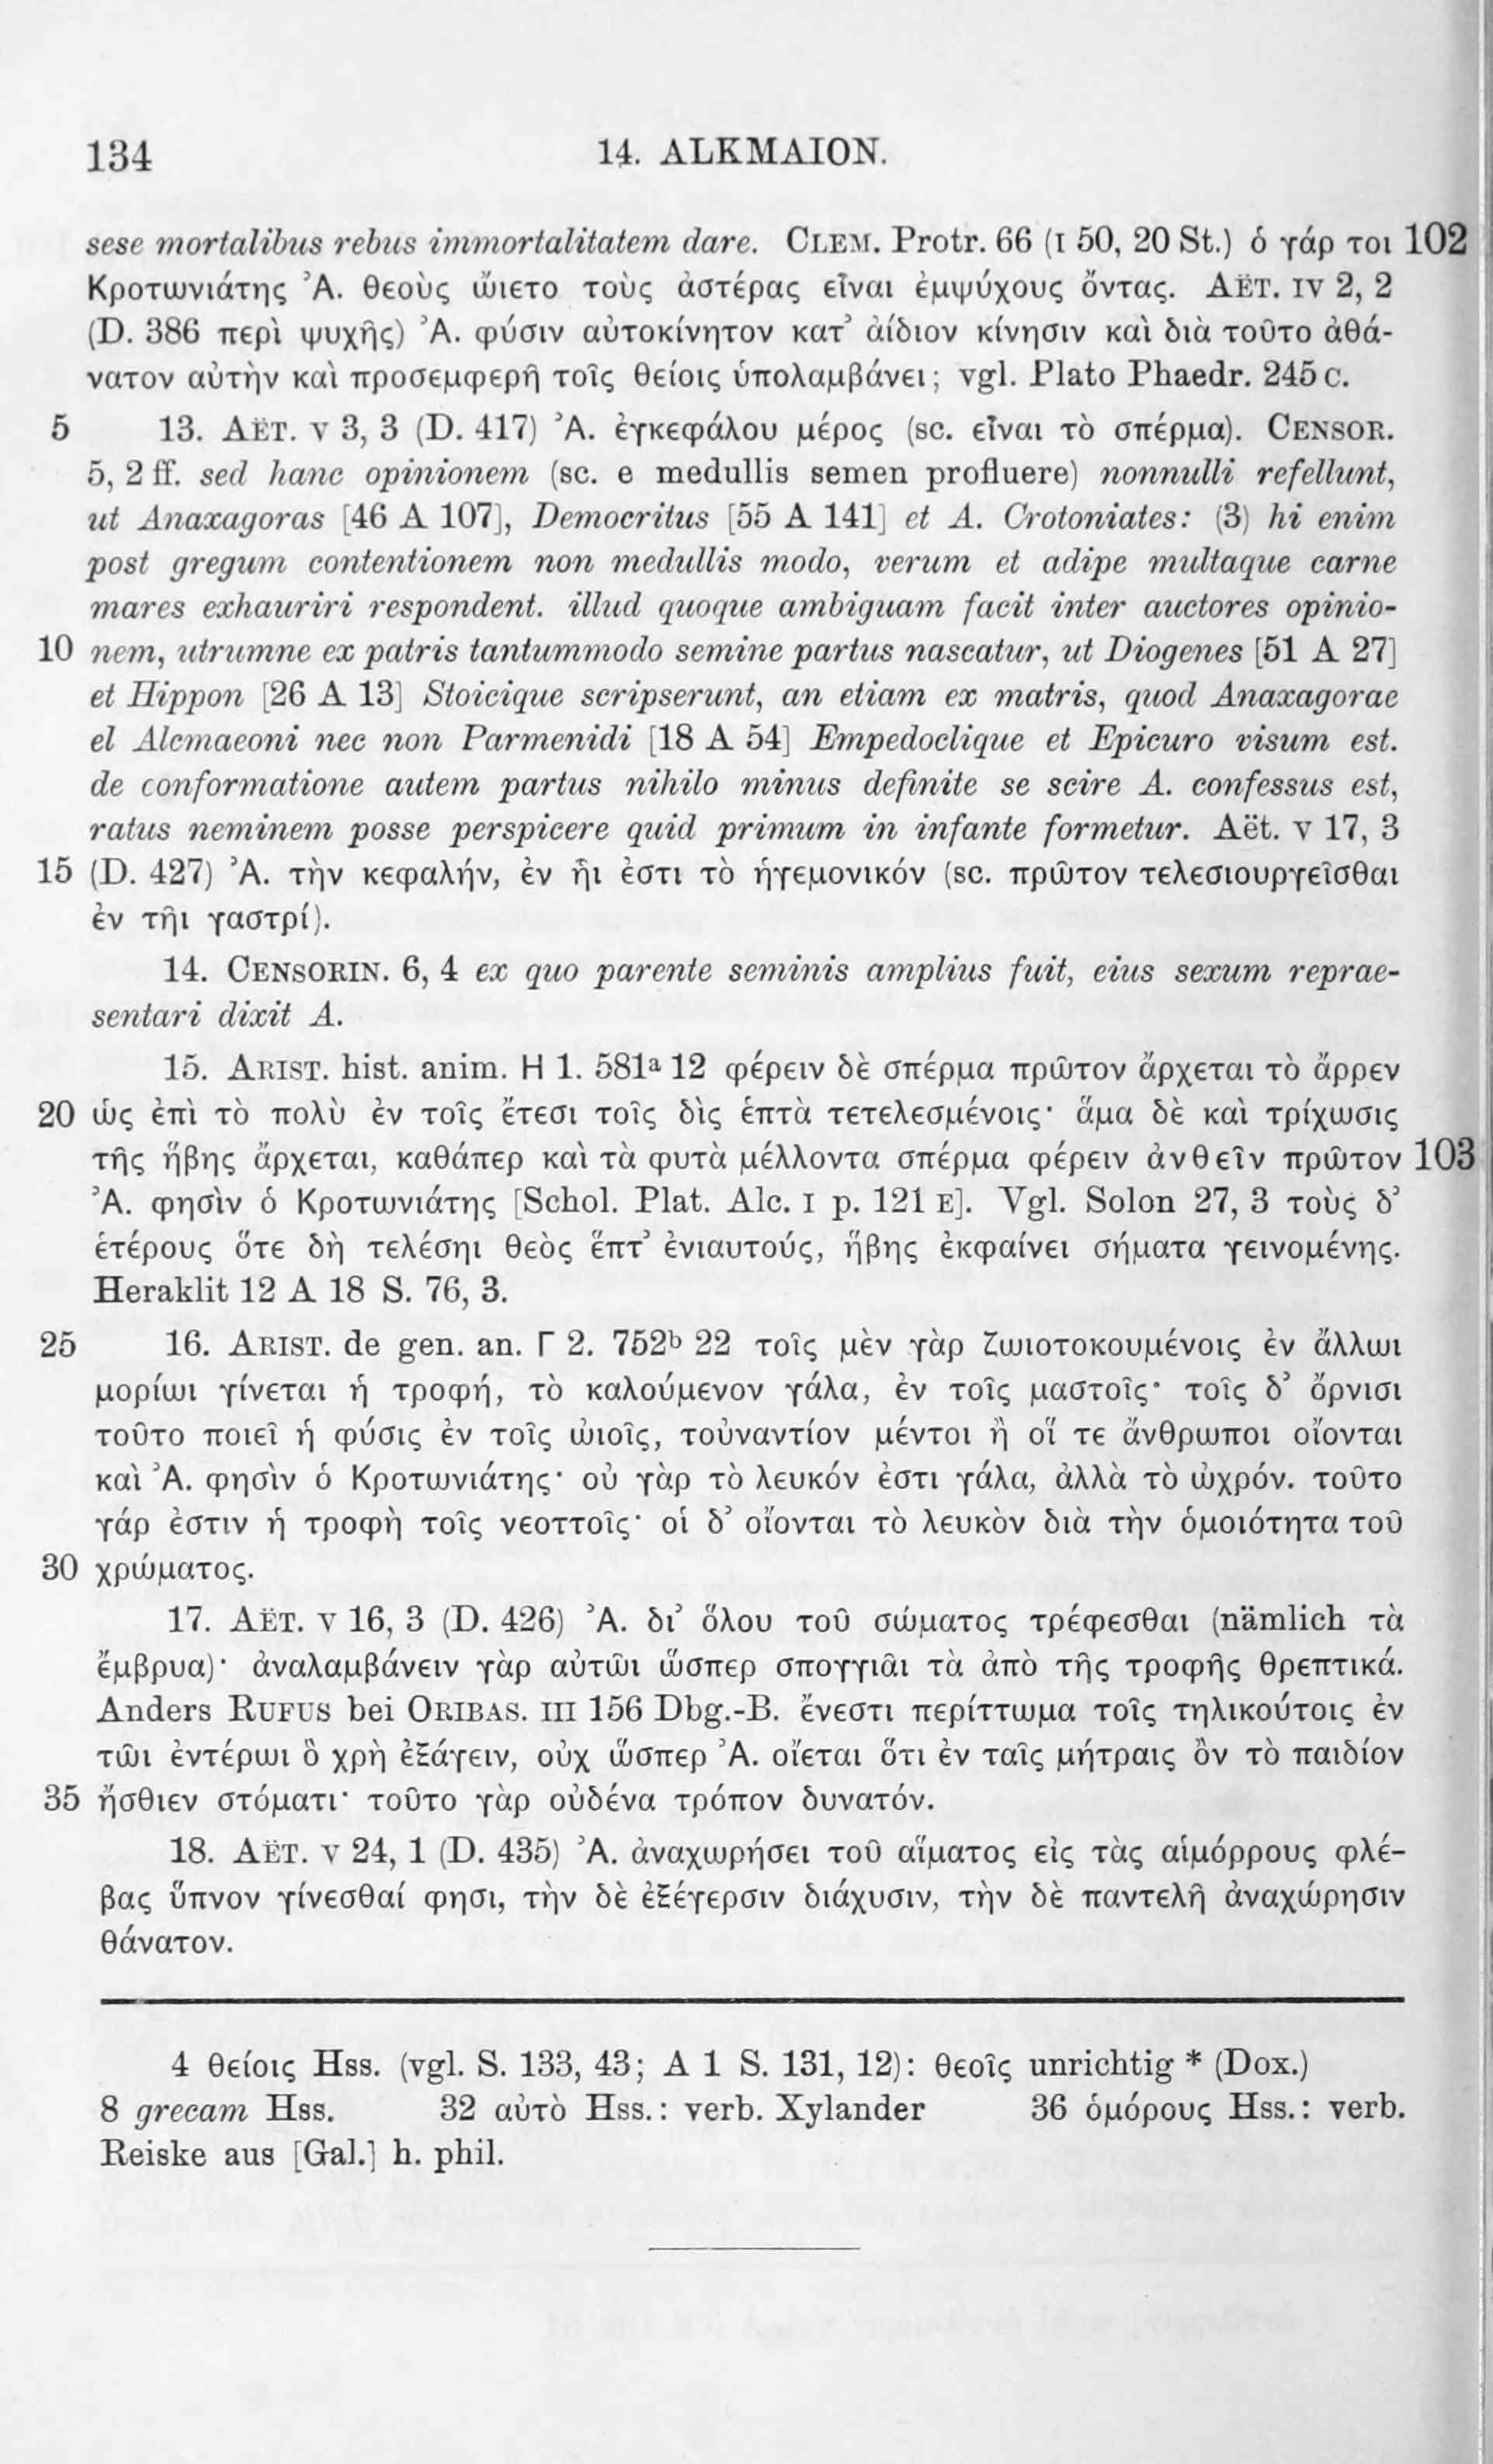 134
14. ALKMAION.
sese mortalibus rebus immortalitatem dare. CLEM. Protr. 66 (I 50, 20 St.) ὁ γάρ τοι 102
Κροτωνιάτης Ἀ. θεοὺς ὤιετο τοὺς ἀστέρας εἶναι ἐμψύχους ὄντας. AËT. IV 2, 2
(D. 386 περὶ ψυχῆς) Ἀ. φύσιν αὐτοκίνητον κατ’ ἀίδιον κίνησιν καὶ διὰ τοῦτο ἀθά-
νατον αὐτὴν καὶ προσεμφερῆ τοῖς θείοις ὑπολαμβάνει; vgl. Plato Phaedr. 245 c.
5 13. AËT. V 3, 3 (D. 417) Ἀ. ἐγκεφάλου μέρος (sc. εἶναι τὸ σπέρμα). CENSOR.
5, 2 ff. sed hanc opinionem (sc. e medullis semen profluere) nonnulli refellunt,
ut Anaxagoras [46 A 107], Democritus [55 A 141] et A. Crotoniates: (3) hi enim
post gregum contentionem non medullis modo, verum et adipe multaque carne
mares exhauriri respondent. illud quoque ambiguam facit inter auctores opinio-
10 nem, utrumne ex patris tantummodo semine partus nascatur, ut Diogenes [51 A 27]
et Hippon [26 A 13] Stoicique scripserunt, an etiam ex matris, quod Anaxagorae
el Alcmaeoni nec non Parmenidi [18 A 54] Empedoclique et Epicuro visum est.
de conformatione autem partus nihilo minus definite se scire A. confessus est,
ratus neminem posse perspicere quid primum in infante formetur. Aët. V 17, 3
15 (D. 427) Ἀ. τὴν κεφαλήν, ἐν ἧι ἐστι τὸ ἡγεμονικόν (sc. πρῶτον τελεσιουργεῖσθαι
ἐν τῆι γαστρί).
14. CENSORIN. 6, 4 ex quo parente seminis amplius fuit, eius sexum reprae-
sentari dixit A.
15. ARIST. hist. anim. Η 1. 581ᵃ 12 φέρειν δὲ σπέρμα πρῶτον ἄρχεται τὸ ἄρρεν
20 ὡς ἐπὶ τὸ πολὺ ἐν τοῖς ἔτεσι τοῖς δὶς ἑπτὰ τετελεσμένοις· ἅμα δὲ καὶ τρίχωσις
τῆς ἥβης ἄρχεται, καθάπερ καὶ τὰ φυτὰ μέλλοντα σπέρμα φέρειν ἀνθεῖν πρῶτον 103
Ἀ. φησὶν ὁ Κροτωνιάτης [Schol. Plat. Alc. I p. 121 E]. Vgl. Solon 27, 3 τοὺς δ’
ἑτέρους ὅτε δὴ τελέσηι θεὸς ἕπτ’ ἐνιαυτούς, ἥβης ἐκφαίνει σήματα γεινομένης.
Heraklit 12 A 18 S. 76, 3.
25 16. ARIST. de gen. an. Γ 2. 752ᵇ 22 τοῖς μὲν γὰρ ζωιοτοκουμένοις ἐν ἄλλωι
μορίωι γίνεται ἡ τροφή, τὸ καλούμενον γάλα, ἐν τοῖς μαστοῖς· τοῖς δ’ ὄρνισι
τοῦτο ποιεῖ ἡ φύσις ἐν τοῖς ὠιοῖς, τοὐναντίον μέντοι ἢ οἵ τε ἄνθρωποι οἴονται
καὶ Ἀ. φησὶν ὁ Κροτωνιάτης· οὐ γὰρ τὸ λευκόν ἐστι γάλα, ἀλλὰ τὸ ὠχρόν. τοῦτο
γάρ ἐστιν ἡ τροφὴ τοῖς νεοττοῖς· οἱ δ’ οἴονται τὸ λευκὸν διὰ τὴν ὁμοιότητα τοῦ
30 χρώματος.
17. AËT. V 16, 3 (D. 426) Ἀ. δι’ ὅλου τοῦ σώματος τρέφεσθαι (nämlich τὰ
ἔμβρυα)· ἀναλαμβάνειν γὰρ αὐτῶι ὥσπερ σπογγιᾶι τὰ ἀπὸ τῆς τροφῆς θρεπτικά.
Anders RUFUS bei ORIBAS. III 156 Dbg.-B. ἔνεστι περίττωμα τοῖς τηλικούτοις ἐν
τῶι ἐντέρωι ὃ χρὴ ἐξάγειν, οὐχ ὥσπερ Ἀ. οἴεται ὅτι ἐν ταῖς μήτραις ὂν τὸ παιδίον
35 ἤσθιεν στόματι· τοῦτο γὰρ οὐδένα τρόπον δυνατόν.
18. AËT. V 24, 1 (D. 435) Ἀ. ἀναχωρήσει τοῦ αἵματος εἰς τὰς αἱμόρρους φλέ-
βας ὕπνον γίνεσθαί φησι, τὴν δὲ ἐξέγερσιν διάχυσιν, τὴν δὲ παντελῆ ἀναχώρησιν
θάνατον.
4 θείοις Hss. (vgl. S. 133, 43; A 1 S. 131, 12): θεοῖς unrichtig * (Dox.)
8 grecam Hss. 32 αὐτὸ Hss.: verb. Xylander 36 ὁμόρους Hss.: verb.
Reiske aus [Gal.] h. phil.